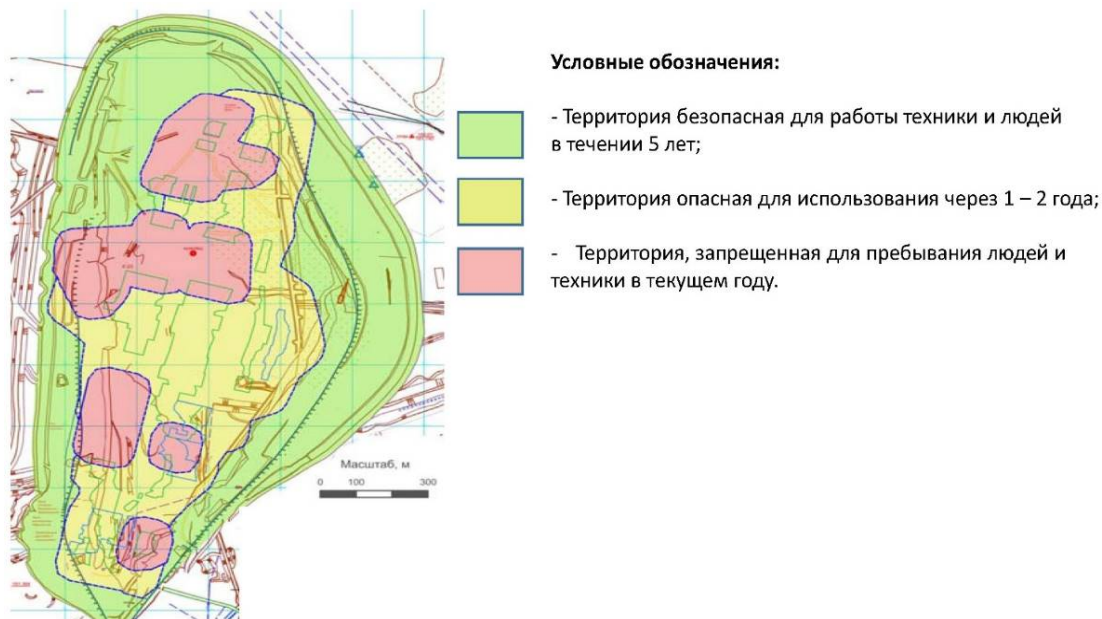 Условные обозначения:
- Территория безопасная для работы техники и людей
в течении 5 лет;
- Территория опасная для использования через 1 – 2 года;
- Территория, запрещенная для пребывания людей и
техники в текущем году.
Масштаб, м
0 100 300